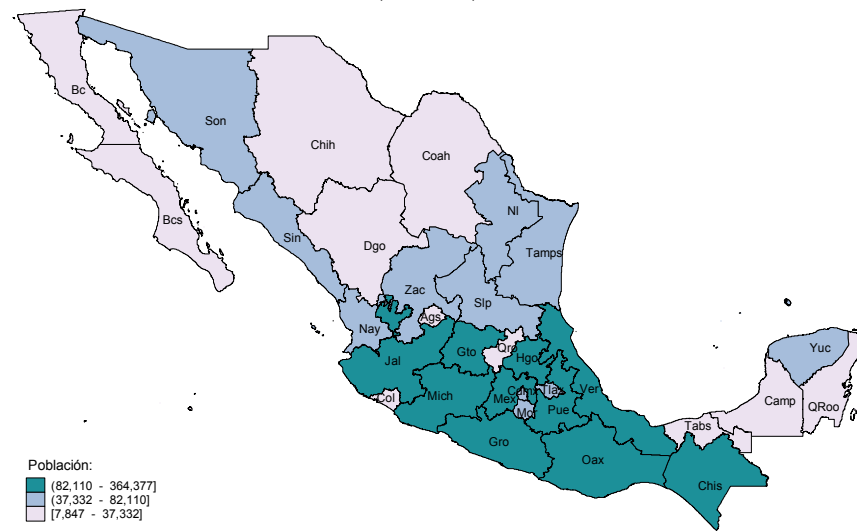 Bc
Son
Chih
Coah
Bcs
Nl
Sin
Dgo
Tamps
Zac
Slp
Nay
Ags
Yuc
Jal
Gto
Qro
Hgo
Col
Mich
Mex
Tlax
Ver
Camp
QRoo
Mo
Pue
Tabs
Gro
Oax
Chis
Población:
(82,110 - 364,377]
(37,332 - 82,110]
[7,847 - 37,332]